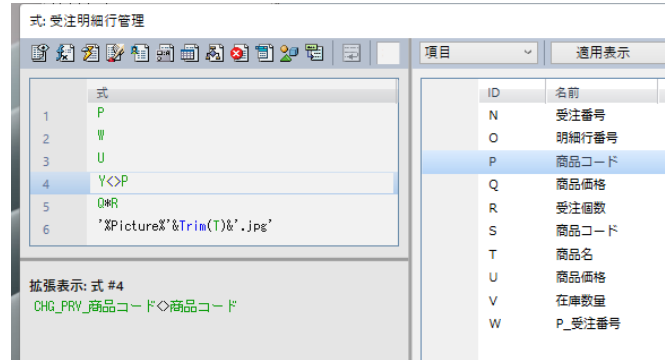 式: 受注明細行管理
項目
適用表示
式
1 P
2 W
3 U
4 Y<>P
5 Q*R
6 '%Picture%'&Trim(T)&'.jpg'
拡張表示: 式 #4
CHG_PRV_商品コード<>商品コード
ID 名前
N 受注番号
O 明細行番号
P 商品コード
Q 商品価格
R 受注個数
S 商品コード
T 商品名
U 商品価格
V 在庫数量
W P_受注番号